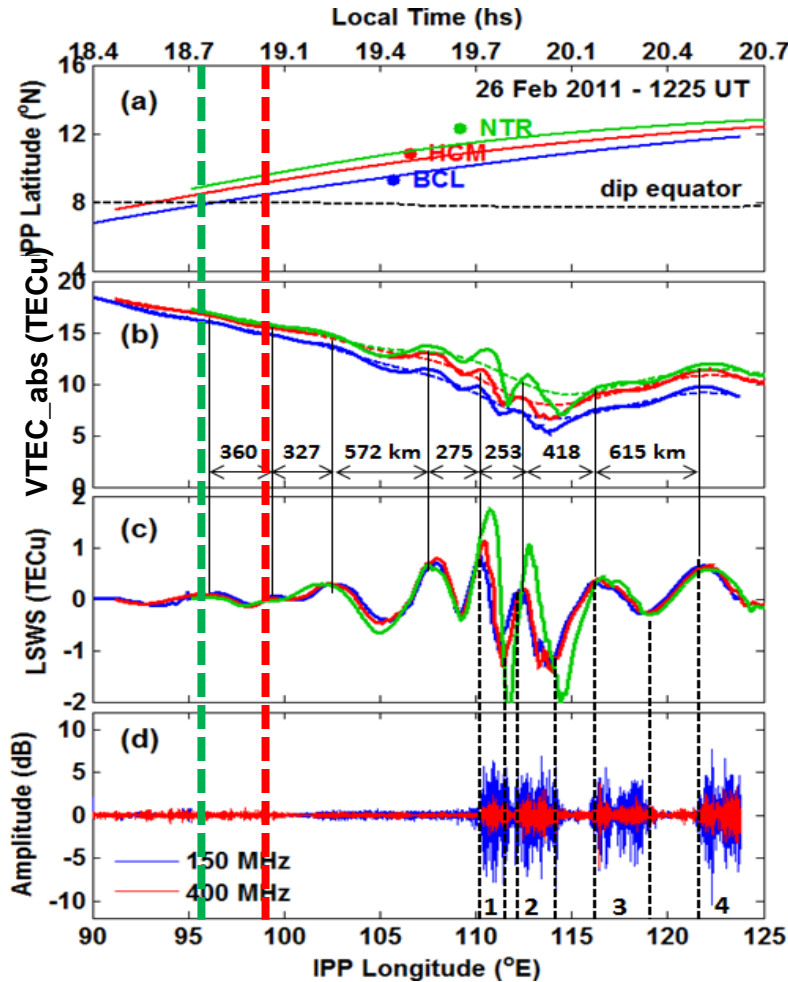 Local Time (hs)
18.4 18.7 19.1 19.4 19.7 20.1 20.4 20.7
16
12
8
4
IPP Latitude (°N)
(a)
26 Feb 2011 - 1225 UT
NTR
HCM
BCL
dip equator
20
15
10
5
0
VTEC_abs (TECu)
(b)
360 327 572 km 275 253 418 615 km
2
1
0
-1
-2
LSWS (TECu)
(c)
10
5
0
-5
-10
Amplitude (dB)
(d)
150 MHz
400 MHz
1 2 3 4
90 95 100 105 110 115 120 125
IPP Longitude (°E)